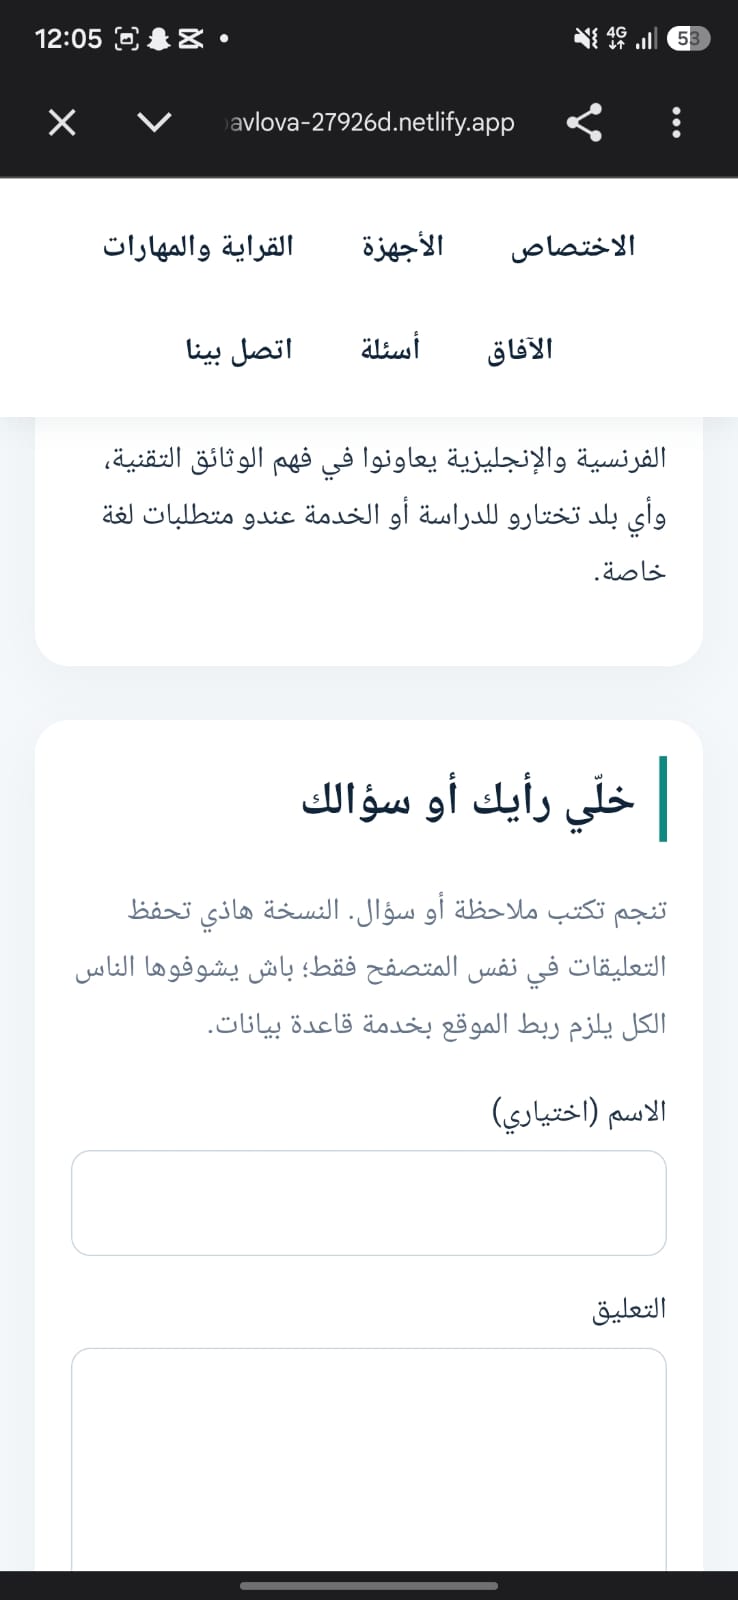 12:05
4G
53
avlova-27926d.netlify.app
الاختصاص الأجهزة القراية والمهارات
الآفاق أسئلة اتصل بينا
الفرنسية والإنجليزية يعاونوا في فهم الوثائق التقنية،
وأي بلد تختارو للدراسة أو الخدمة عندو متطلبات لغة
خاصة.
خلّي رأيك أو سؤالك
تنجم تكتب ملاحظة أو سؤال. النسخة هاذي تحفظ
التعليقات في نفس المتصفح فقط؛ باش يشوفوها الناس
الكل يلزم ربط الموقع بخدمة قاعدة بيانات.
الاسم (اختياري)
التعليق